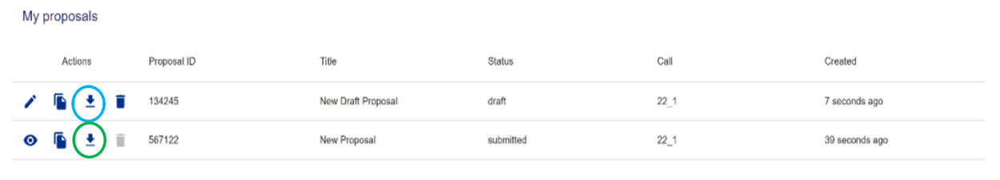 My proposals
Actions Proposal ID Title Status Call Created
134245 New Draft Proposal draft 22_1 7 seconds ago
567122 New Proposal submitted 22_1 39 seconds ago